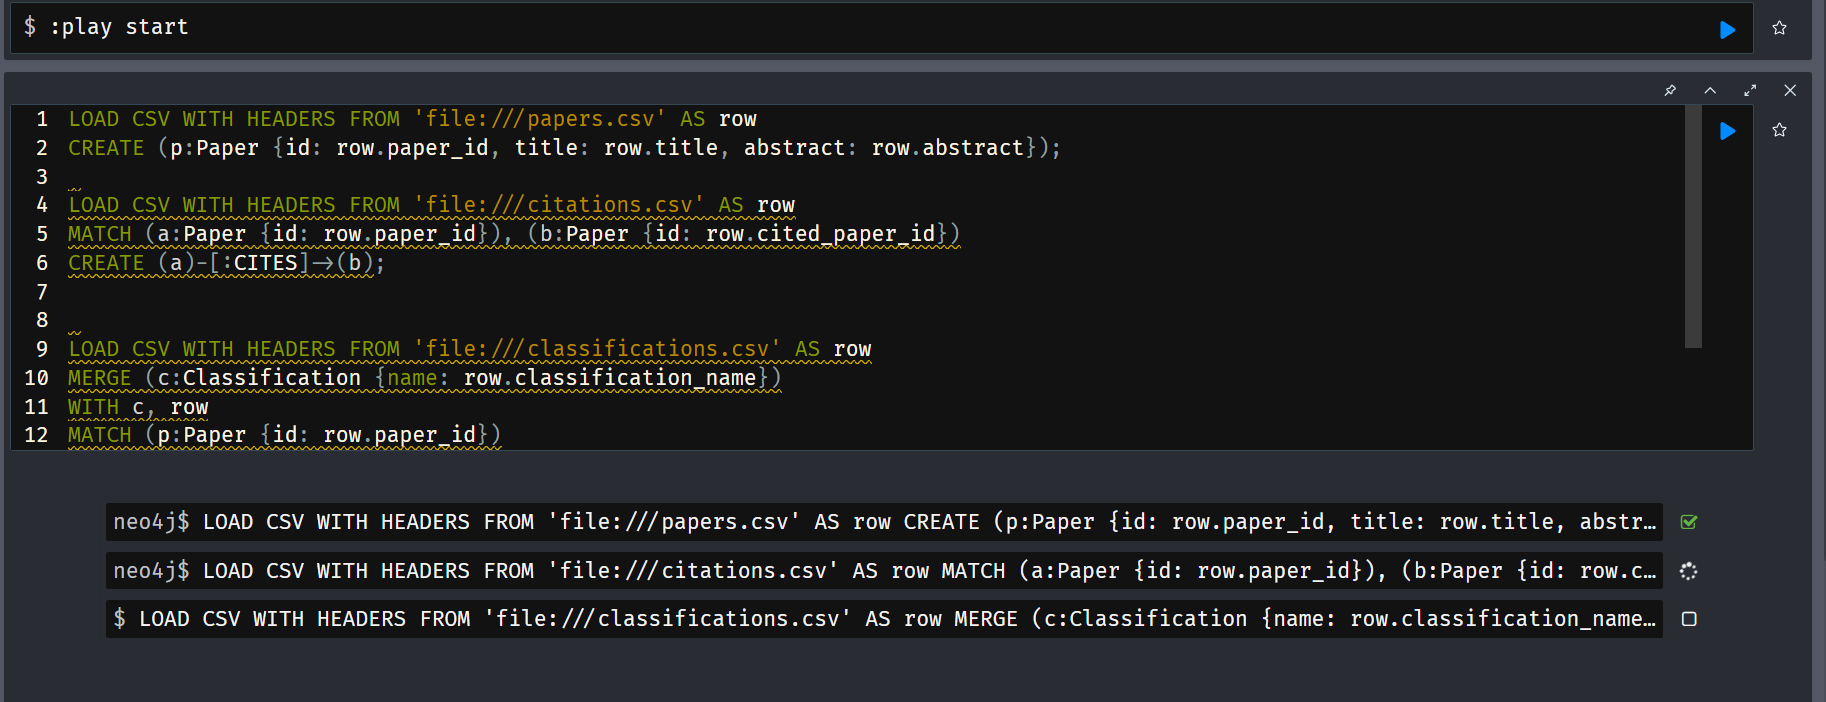 $ :play start
1 LOAD CSV WITH HEADERS FROM 'file:///papers.csv' AS row
2 CREATE (p:Paper {id: row.paper_id, title: row.title, abstract: row.abstract});
3
4 LOAD CSV WITH HEADERS FROM 'file:///citations.csv' AS row
5 MATCH (a:Paper {id: row.paper_id}), (b:Paper {id: row.cited_paper_id})
6 CREATE (a)-[:CITES]->(b);
7
8
9 LOAD CSV WITH HEADERS FROM 'file:///classifications.csv' AS row
10 MERGE (c:Classification {name: row.classification_name})
11 WITH c, row
12 MATCH (p:Paper {id: row.paper_id})
neo4j$ LOAD CSV WITH HEADERS FROM 'file:///papers.csv' AS row CREATE (p:Paper {id: row.paper_id, title: row.title, abstr…
neo4j$ LOAD CSV WITH HEADERS FROM 'file:///citations.csv' AS row MATCH (a:Paper {id: row.paper_id}), (b:Paper {id: row.c…
$ LOAD CSV WITH HEADERS FROM 'file:///classifications.csv' AS row MERGE (c:Classification {name: row.classification_name…